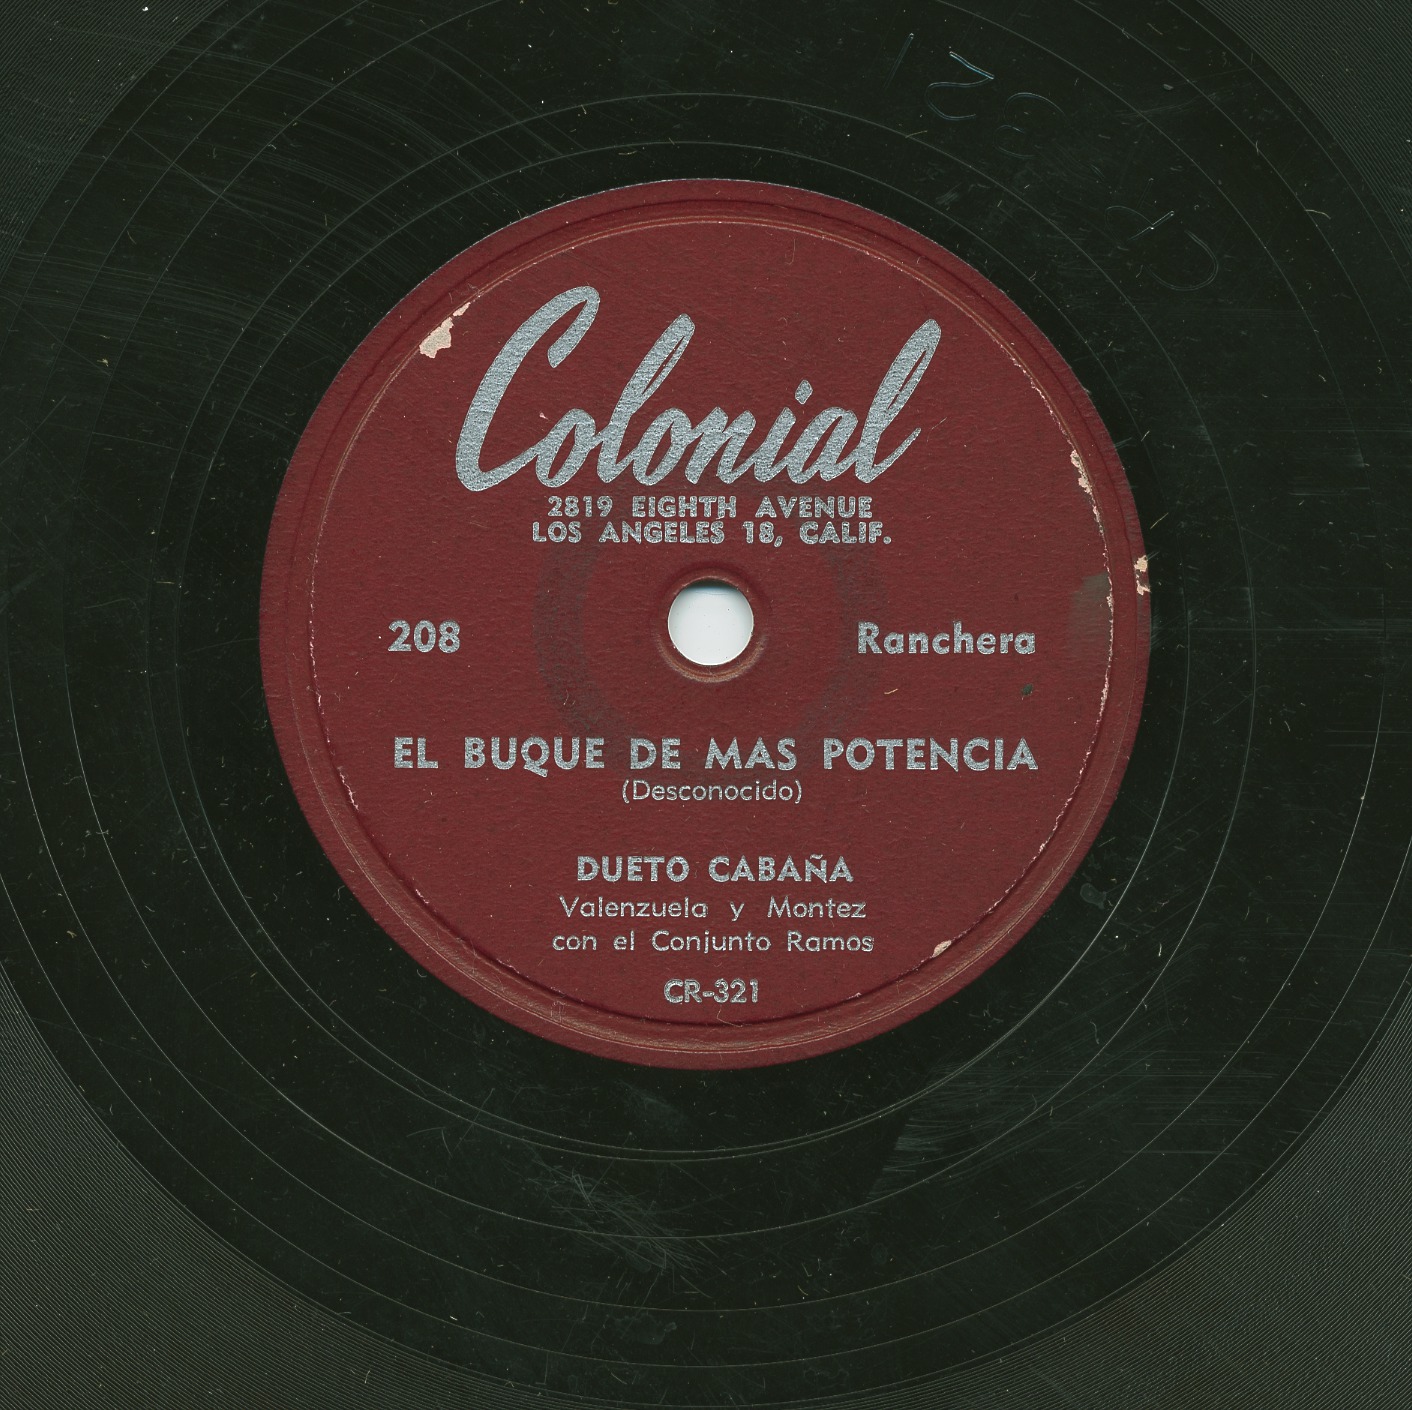 Colonial
2819 EIGHTH AVENUE
LOS ANGELES 18, CALIF.
208
Ranchera
EL BUQUE DE MAS POTENCIA
(Desconocido)
DUETO CABAÑA
Valenzuela y Montez
con el Conjunto Ramos
CR-321